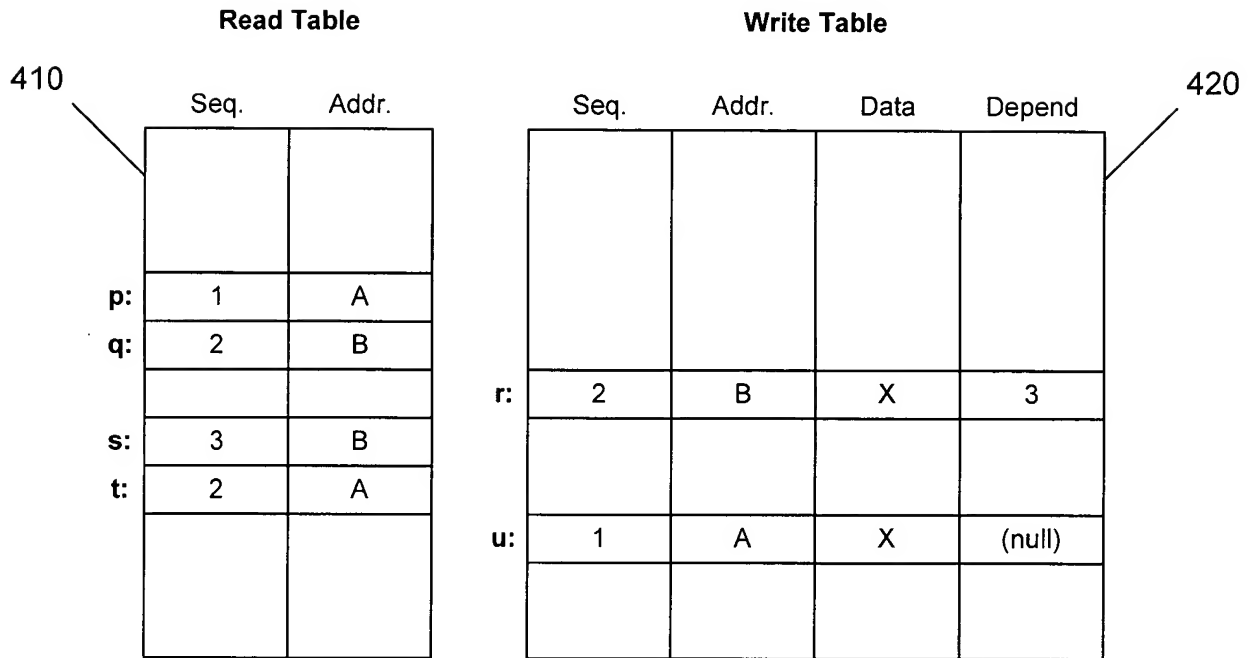 Read Table Write Table
410 420
Seq. Addr. Seq. Addr. Data Depend
p: 1 A
q: 2 B
r: 2 B X 3
s: 3 B
t: 2 A
u: 1 A X (null)